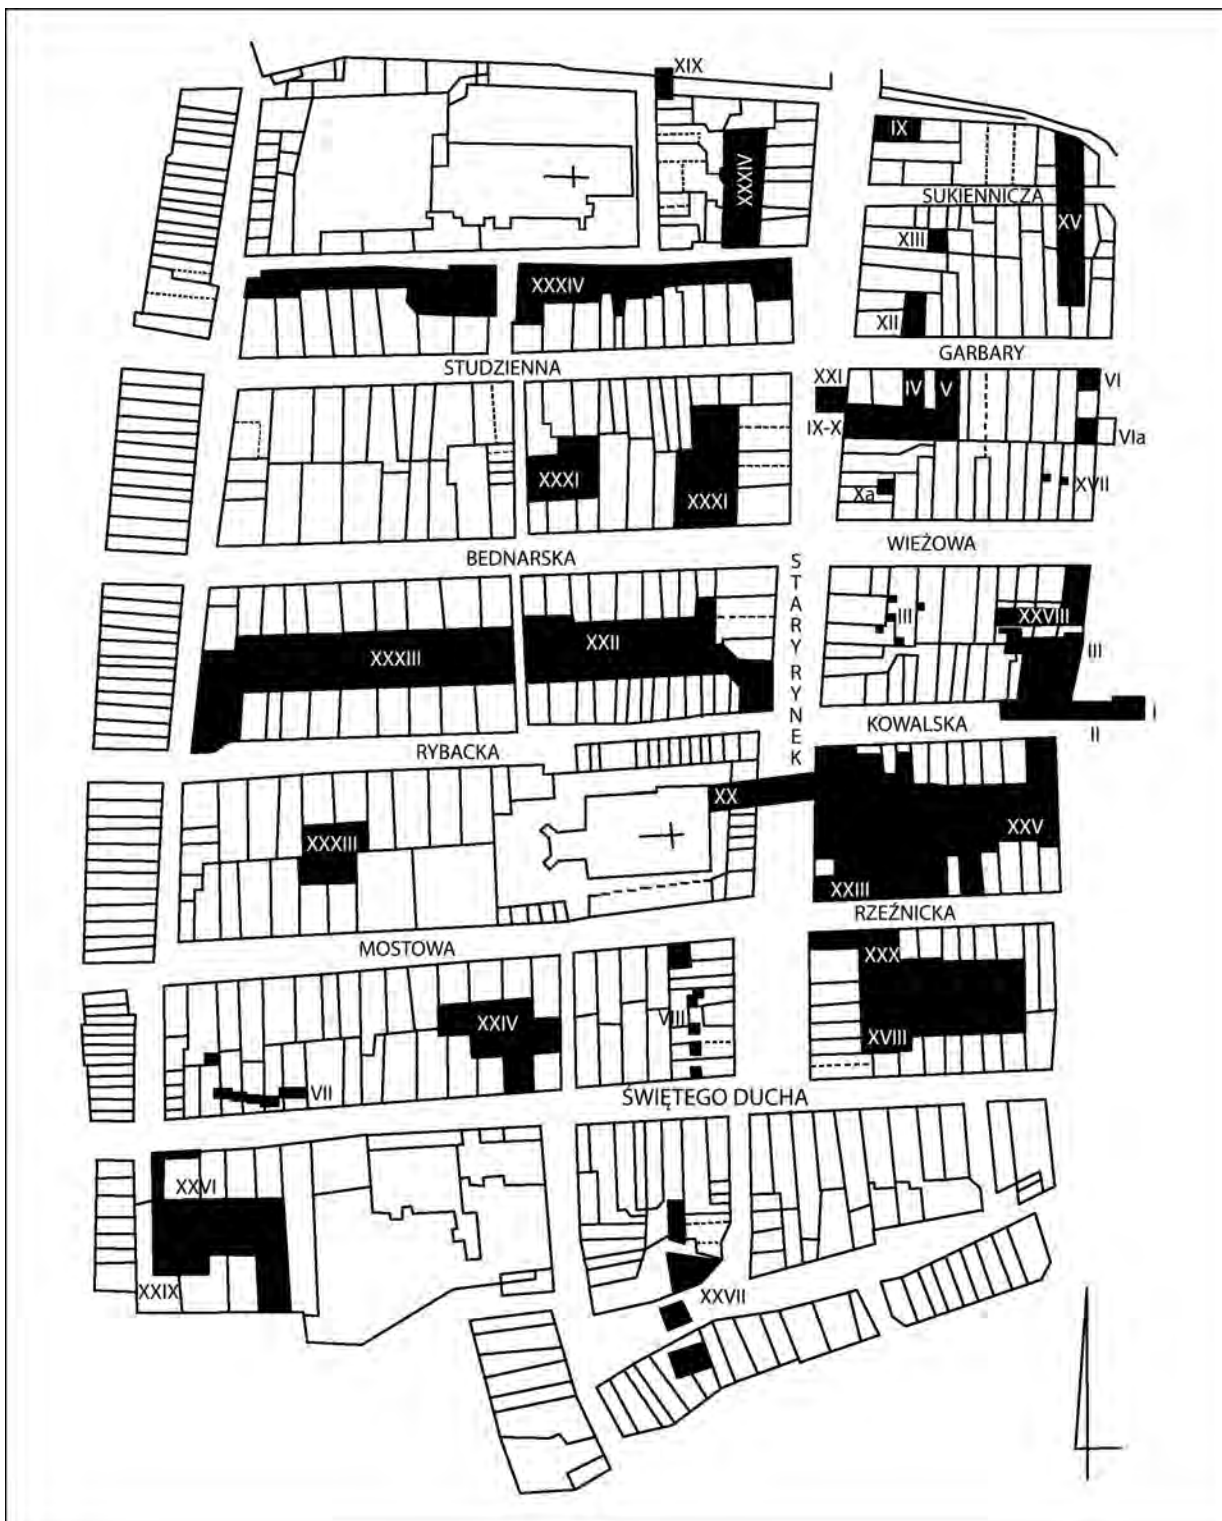 XIX
IX
XXXIV
SUKIENNICZA
XV
XIII
XXXIV
XII
GARBARY
STUDZIENNA
XXI
IV
V
VI
IX-X
VIa
XXXI
XXXI
Xa
XVII
WIEŻOWA
BEDNARSKA
STARY RYNEK
III
XXVIII
XXII
XXXIII
III
I
II
KOWALSKA
RYBACKA
XX
XXV
XXXIII
XXIII
RZEŹNICKA
MOSTOWA
XXX
XXIV
VIII
XVIII
VII
ŚWIĘTEGO DUCHA
XXVI
XXIX
XXVII